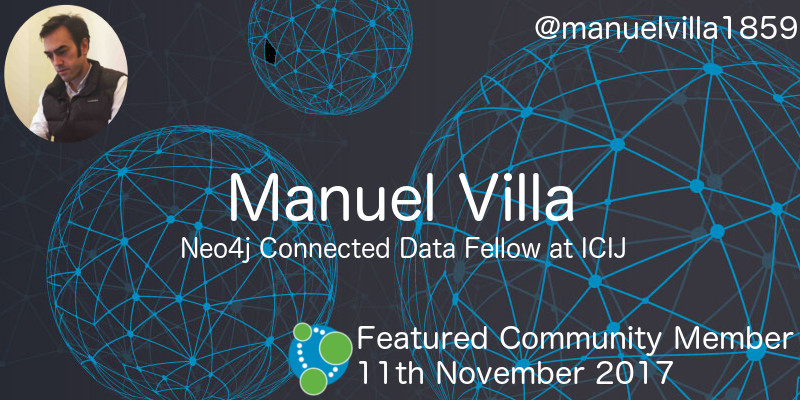 @manuelvilla1859
Manuel Villa
Neo4j Connected Data Fellow at ICIJ
Featured Community Member
11th November 2017